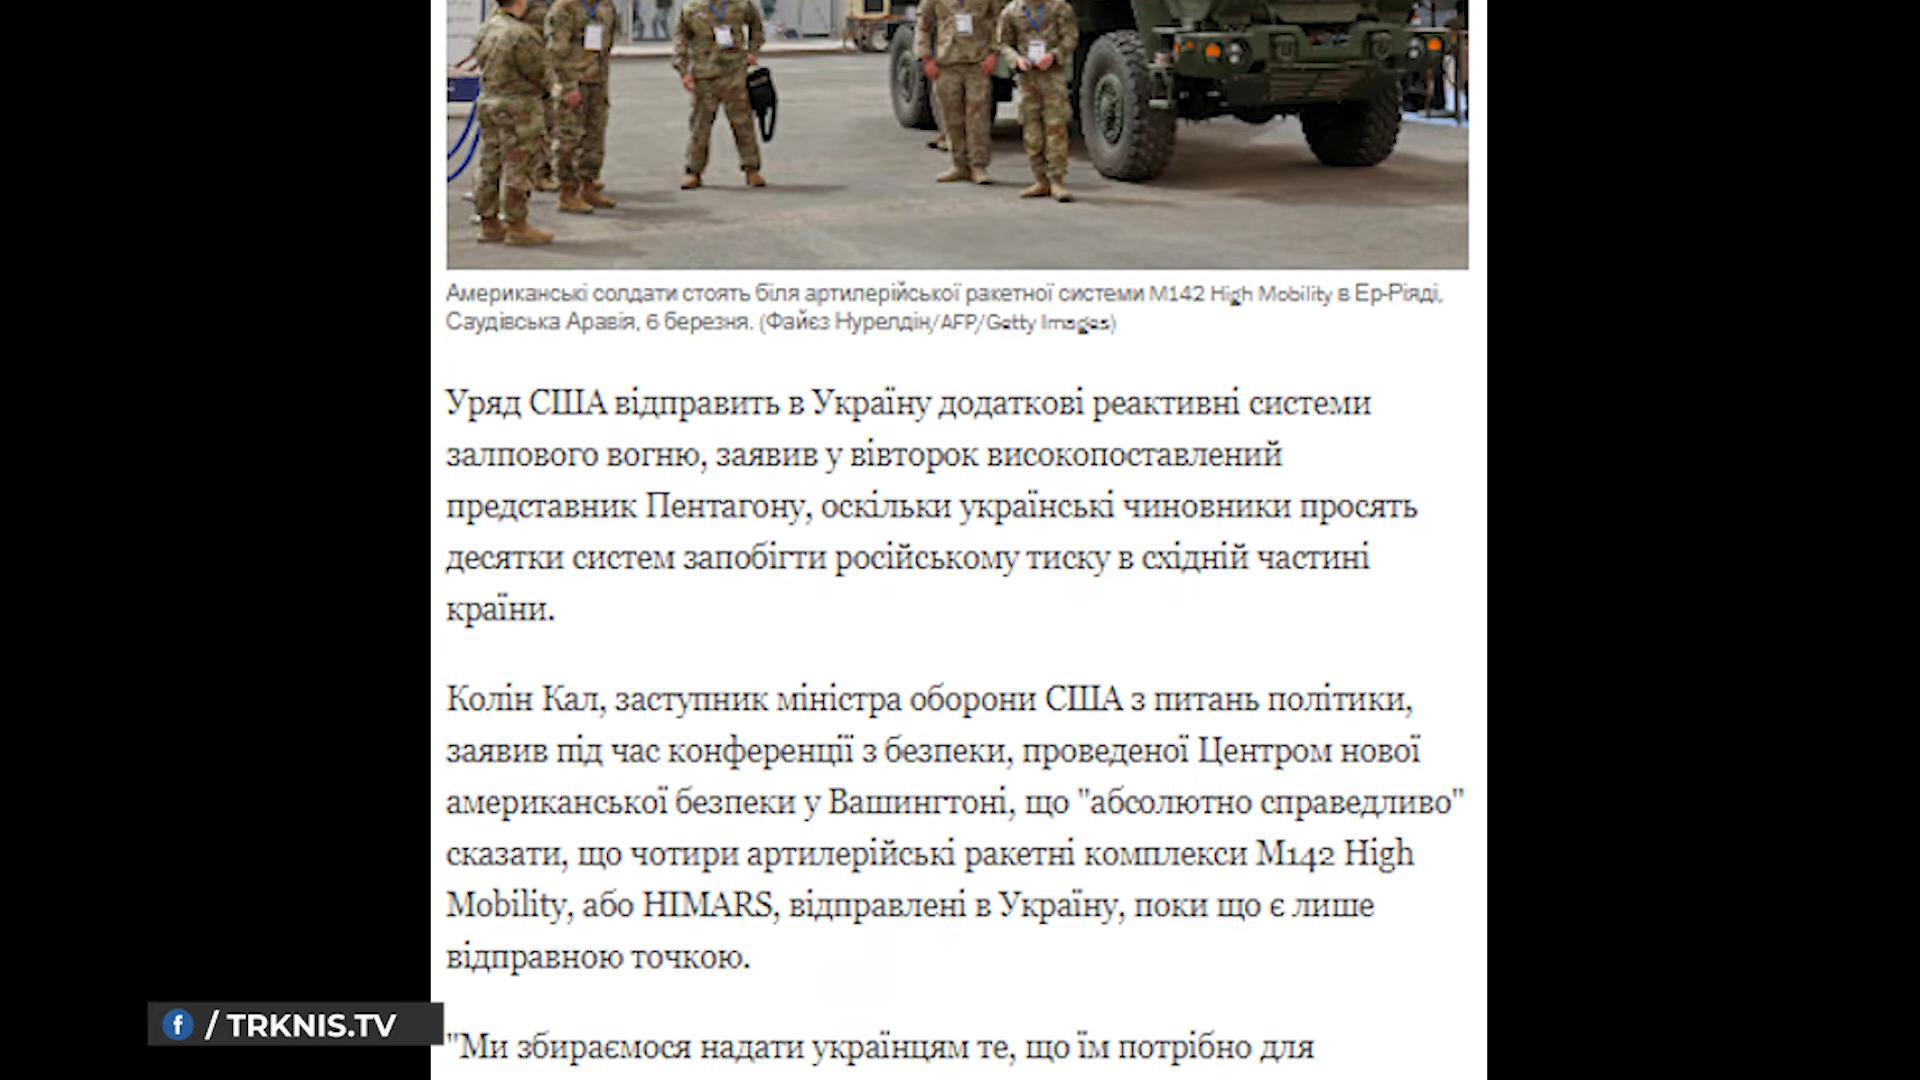 Американські солдати стоять біля артилерійської ракетної системи M142 High Mobility в Ер-Ріяді,
Саудівська Аравія, 6 березня. (Файєз Нурелдін/AFP/Getty Images)
Уряд США відправить в Україну додаткові реактивні системи
залпового вогню, заявив у вівторок високопоставлений
представник Пентагону, оскільки українські чиновники просять
десятки систем запобігти російському тиску в східній частині
країни.
Колін Кал, заступник міністра оборони США з питань політики,
заявив під час конференції з безпеки, проведеної Центром нової
американської безпеки у Вашингтоні, що "абсолютно справедливо"
сказати, що чотири артилерійські ракетні комплекси M142 High
Mobility, або HIMARS, відправлені в Україну, поки що є лише
відправною точкою.
"Ми збираємося надати українцям те, що їм потрібно для
/ TRKNIS.TV